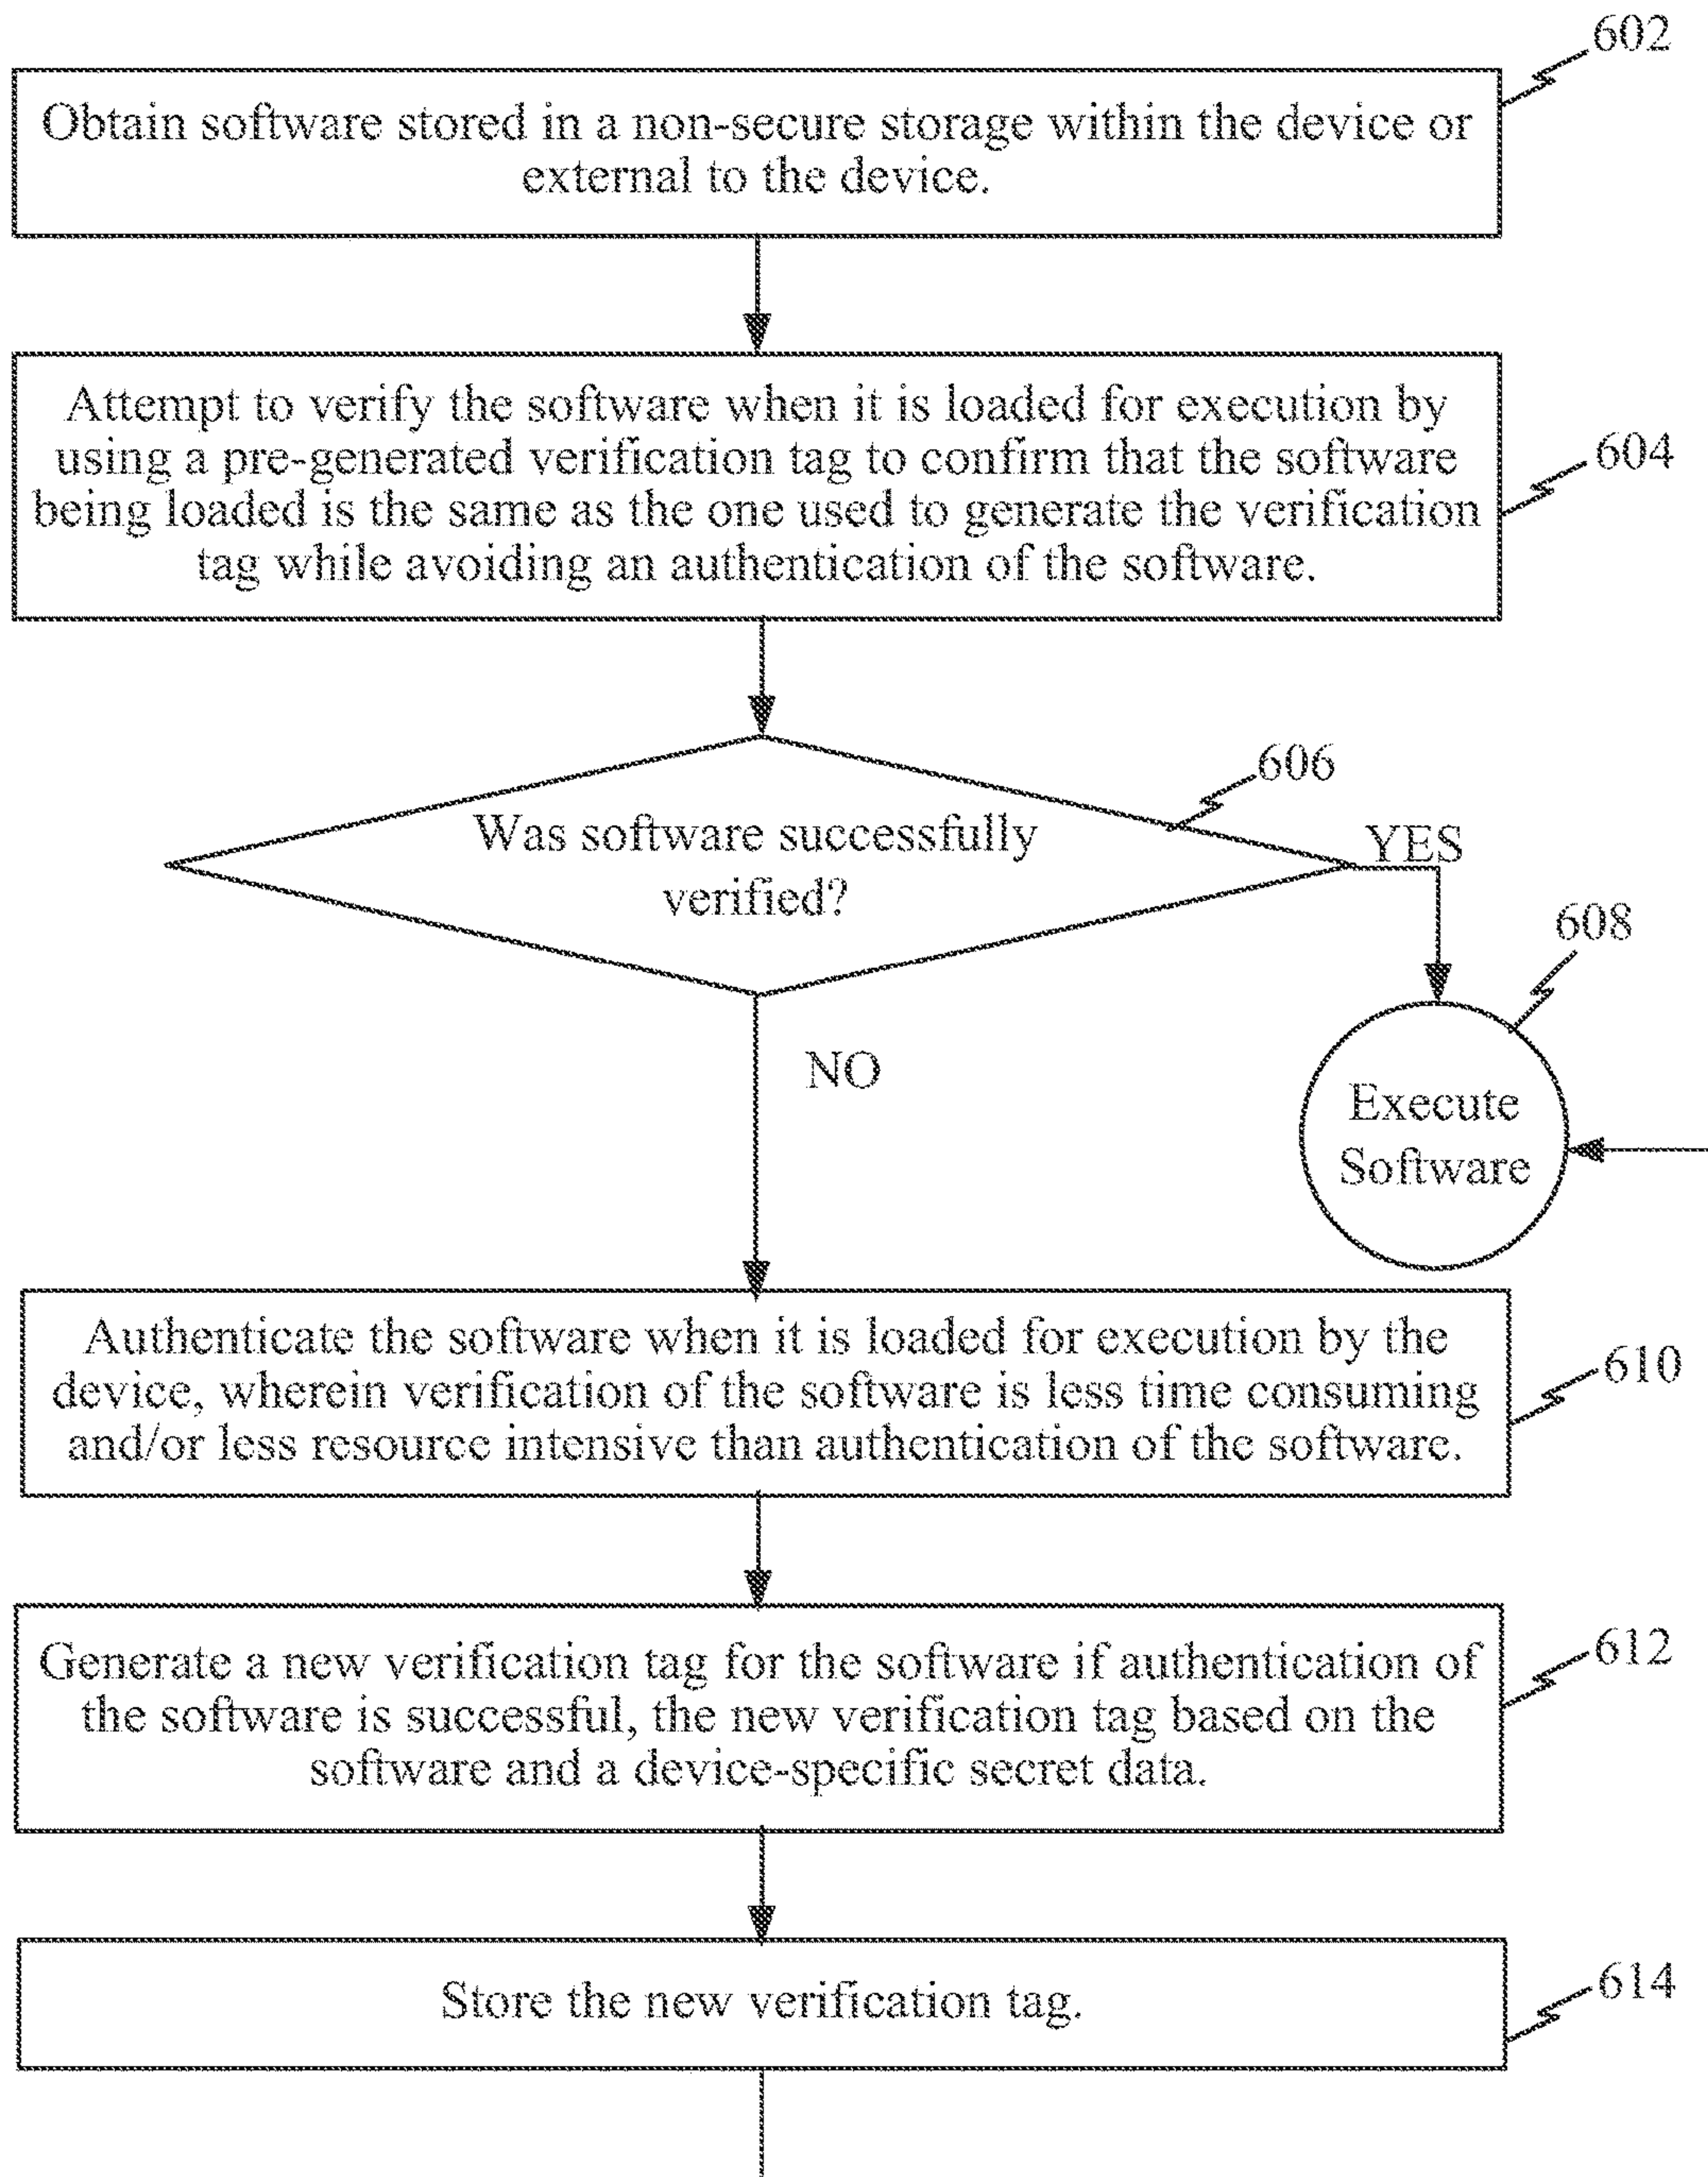 602
Obtain software stored in a non-secure storage within the device or
external to the device.
Attempt to verify the software when it is loaded for execution by
using a pre-generated verification tag to confirm that the software
being loaded is the same as the one used to generate the verification
tag while avoiding an authentication of the software.
604
606
Was software successfully
verified?
YES
608
NO
Execute
Software
Authenticate the software when it is loaded for execution by the
device, wherein verification of the software is less time consuming
and/or less resource intensive than authentication of the software.
610
Generate a new verification tag for the software if authentication of
the software is successful, the new verification tag based on the
software and a device-specific secret data.
612
Store the new verification tag.
614